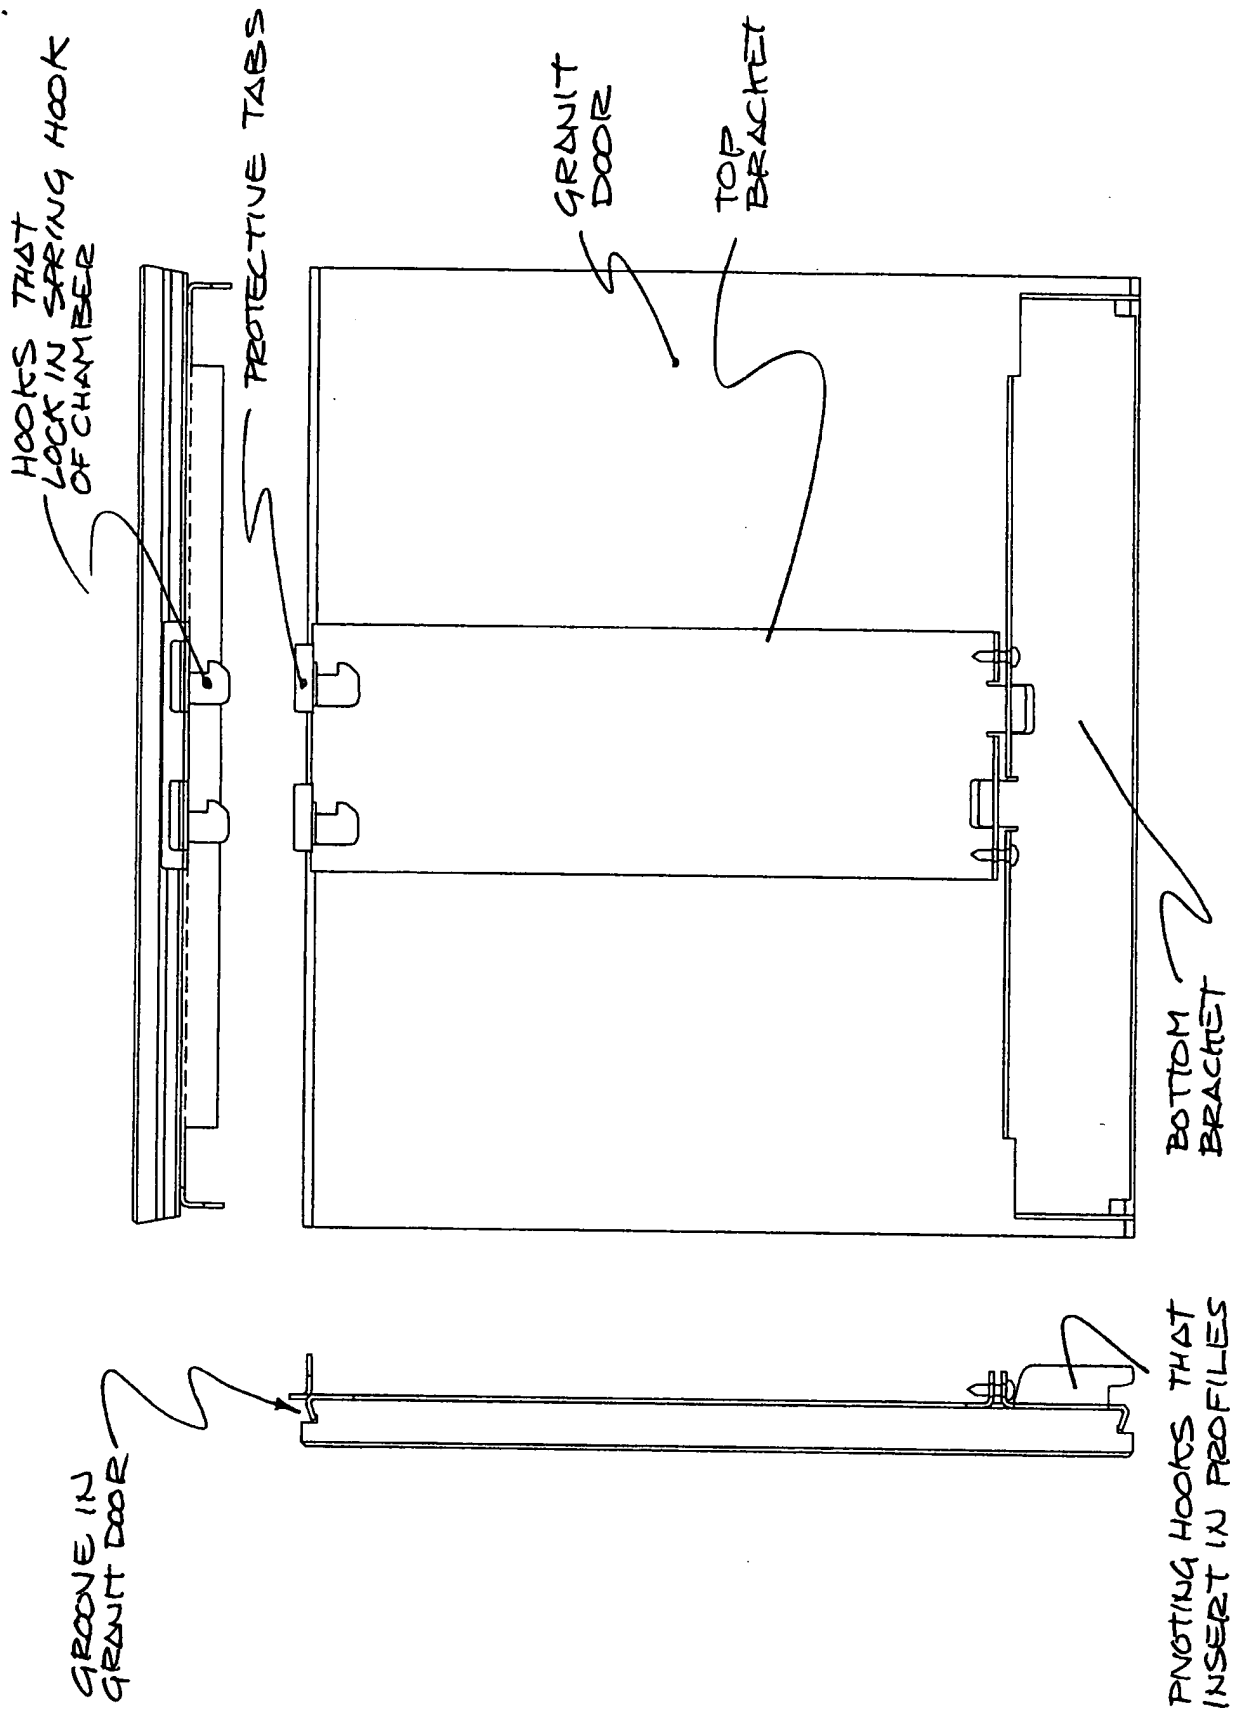 HOOKS THAT
LOCK IN SPRING HOOK
OF CHAMBER
GROOVE IN
GRANIT DOOR
PROTECTIVE TABS
GRANIT
DOOR
TOP
BRACKET
PIVOTING HOOKS THAT
INSERT IN PROFILES
BOTTOM
BRACKET